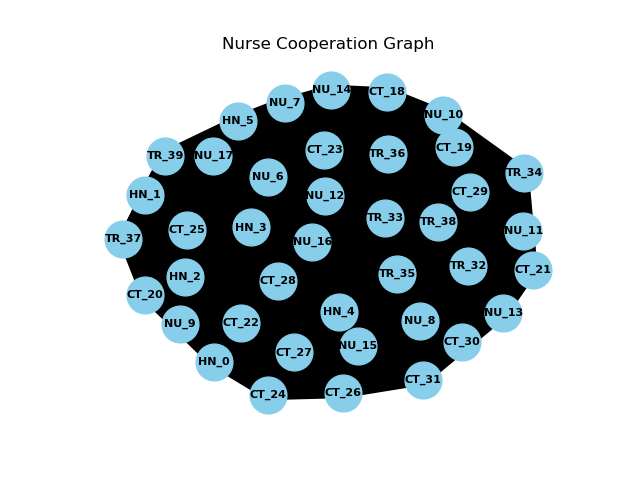 Nurse Cooperation Graph
NU_14
CT_18
NU_7
NU_10
HN_5
CT_19
CT_23
TR_36
TR_39
NU_17
TR_34
NU_6
CT_29
HN_1
NU_12
TR_33
TR_38
HN_3
CT_25
NU_11
TR_37
NU_16
TR_32
CT_21
TR_35
HN_2
CT_28
CT_20
HN_4
NU_13
NU_8
CT_22
NU_9
CT_30
NU_15
CT_27
HN_0
CT_31
CT_26
CT_24